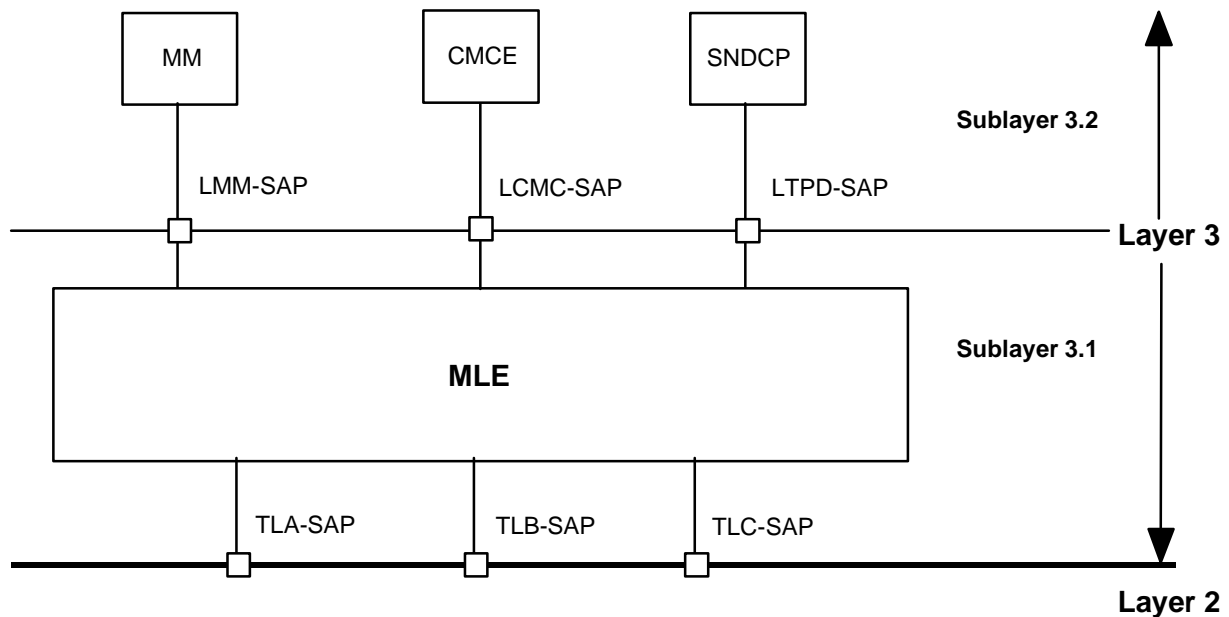 MM
CMCE
SNDCP
Sublayer 3.2
LMM-SAP
LCMC-SAP
LTPD-SAP
Layer 3
Sublayer 3.1
MLE
TLA-SAP
TLB-SAP
TLC-SAP
Layer 2